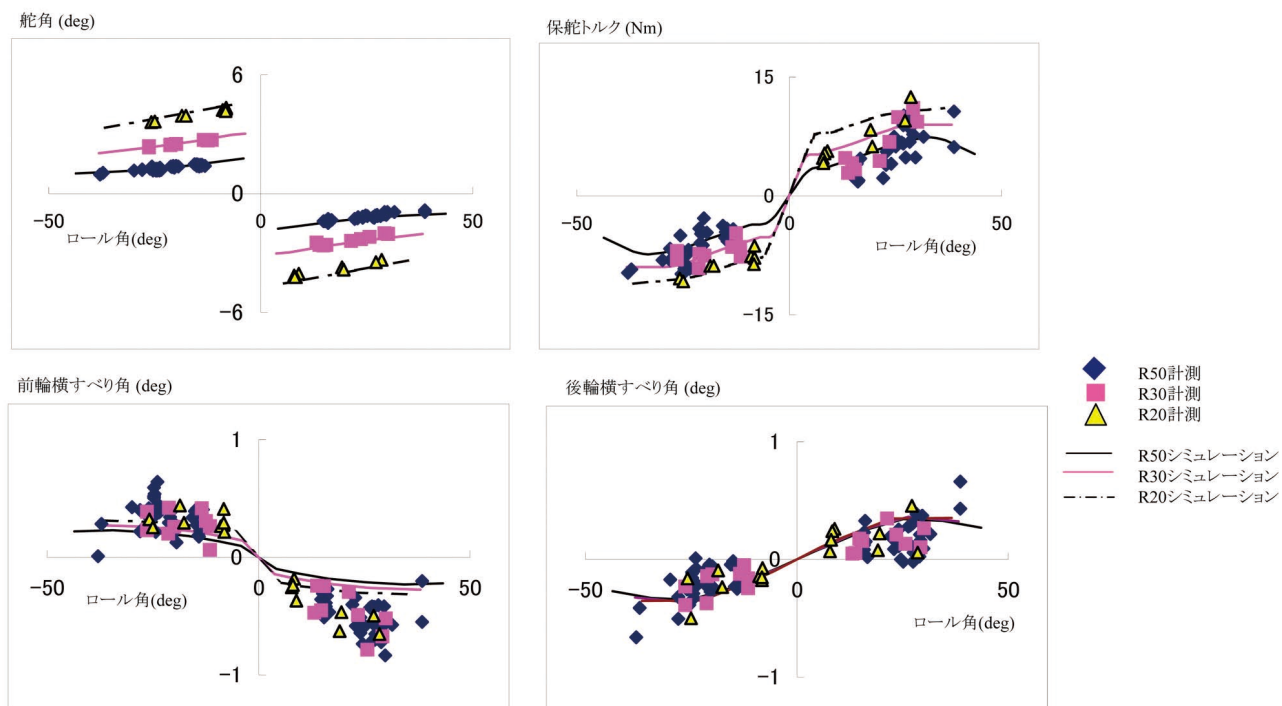 舵角 (deg)
6
0
-50
0
50
ロール角(deg)
-6
保舵トルク (Nm)
15
0
-50
50
ロール角(deg)
-15
前輪横すべり角 (deg)
1
0
-50
0
50
ロール角(deg)
-1
後輪横すべり角 (deg)
1
0
-50
0
50
ロール角(deg)
-1
R50計測
R30計測
R20計測
R50シミュレーション
R30シミュレーション
R20シミュレーション